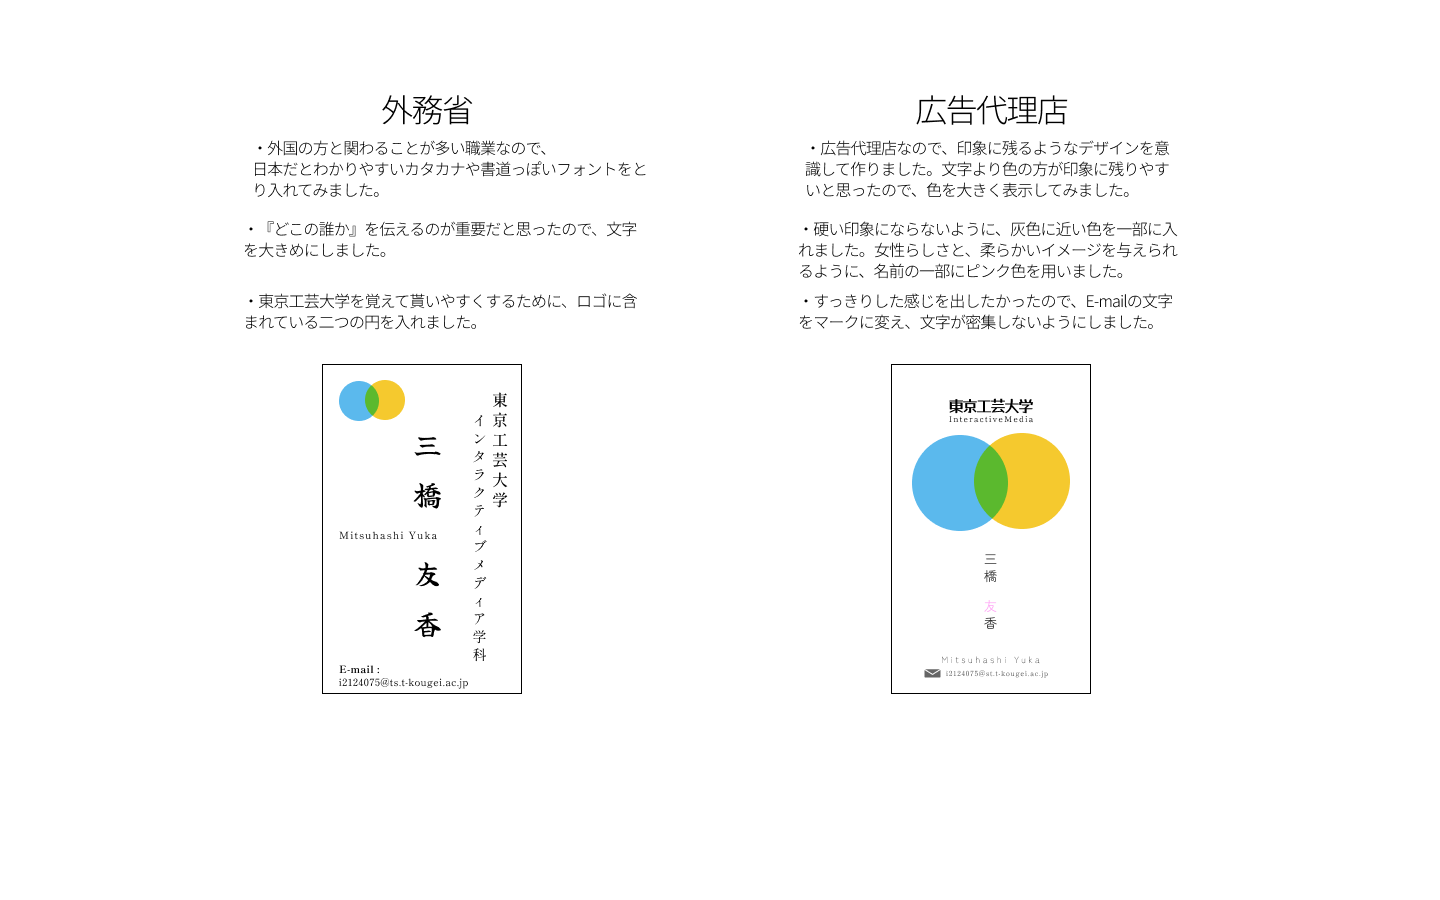 外務省
・外国の方と関わることが多い職業なので、
日本だとわかりやすいカタカナや書道っぽいフォントをと
り入れてみました。
・『どこの誰か』を伝えるのが重要だと思ったので、文字
を大きめにしました。
・東京工芸大学を覚えて貰いやすくするために、ロゴに含
まれている二つの円を入れました。
東京工芸大学
インタラクティブメディア学科
三橋 友香
Mitsuhashi Yuka
E-mail :
i2124075@ts.t-kougei.ac.jp
広告代理店
・広告代理店なので、印象に残るようなデザインを意
識して作りました。文字より色の方が印象に残りやす
いと思ったので、色を大きく表示してみました。
・硬い印象にならないように、灰色に近い色を一部に入
れました。女性らしさと、柔らかいイメージを与えられ
るように、名前の一部にピンク色を用いました。
・すっきりした感じを出したかったので、E-mailの文字
をマークに変え、文字が密集しないようにしました。
東京工芸大学
InteractiveMedia
三橋 友香
Mitsuhashi Yuka
i2124075@st.t-kougei.ac.jp